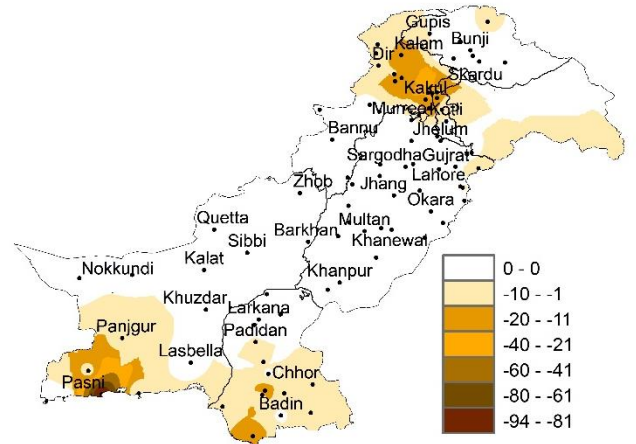 Gupis
Bunji
Kalam
Dir
Skardu
Kakul
Murree Kotli
Bannu
Jhelum
Sargodha Gujrat
Zhob
Jhang
Lahore
Okara
Quetta
Multan
Sibbi
Barkhan
Khanewal
Kalat
Nokkundi
Khanpur
Khuzdar
Larkana
Panjgur
Padidan
Lasbella
Chhor
Pasni
Badin
0 - 0
-10 - -1
-20 - -11
-40 - -21
-60 - -41
-80 - -61
-94 - -81